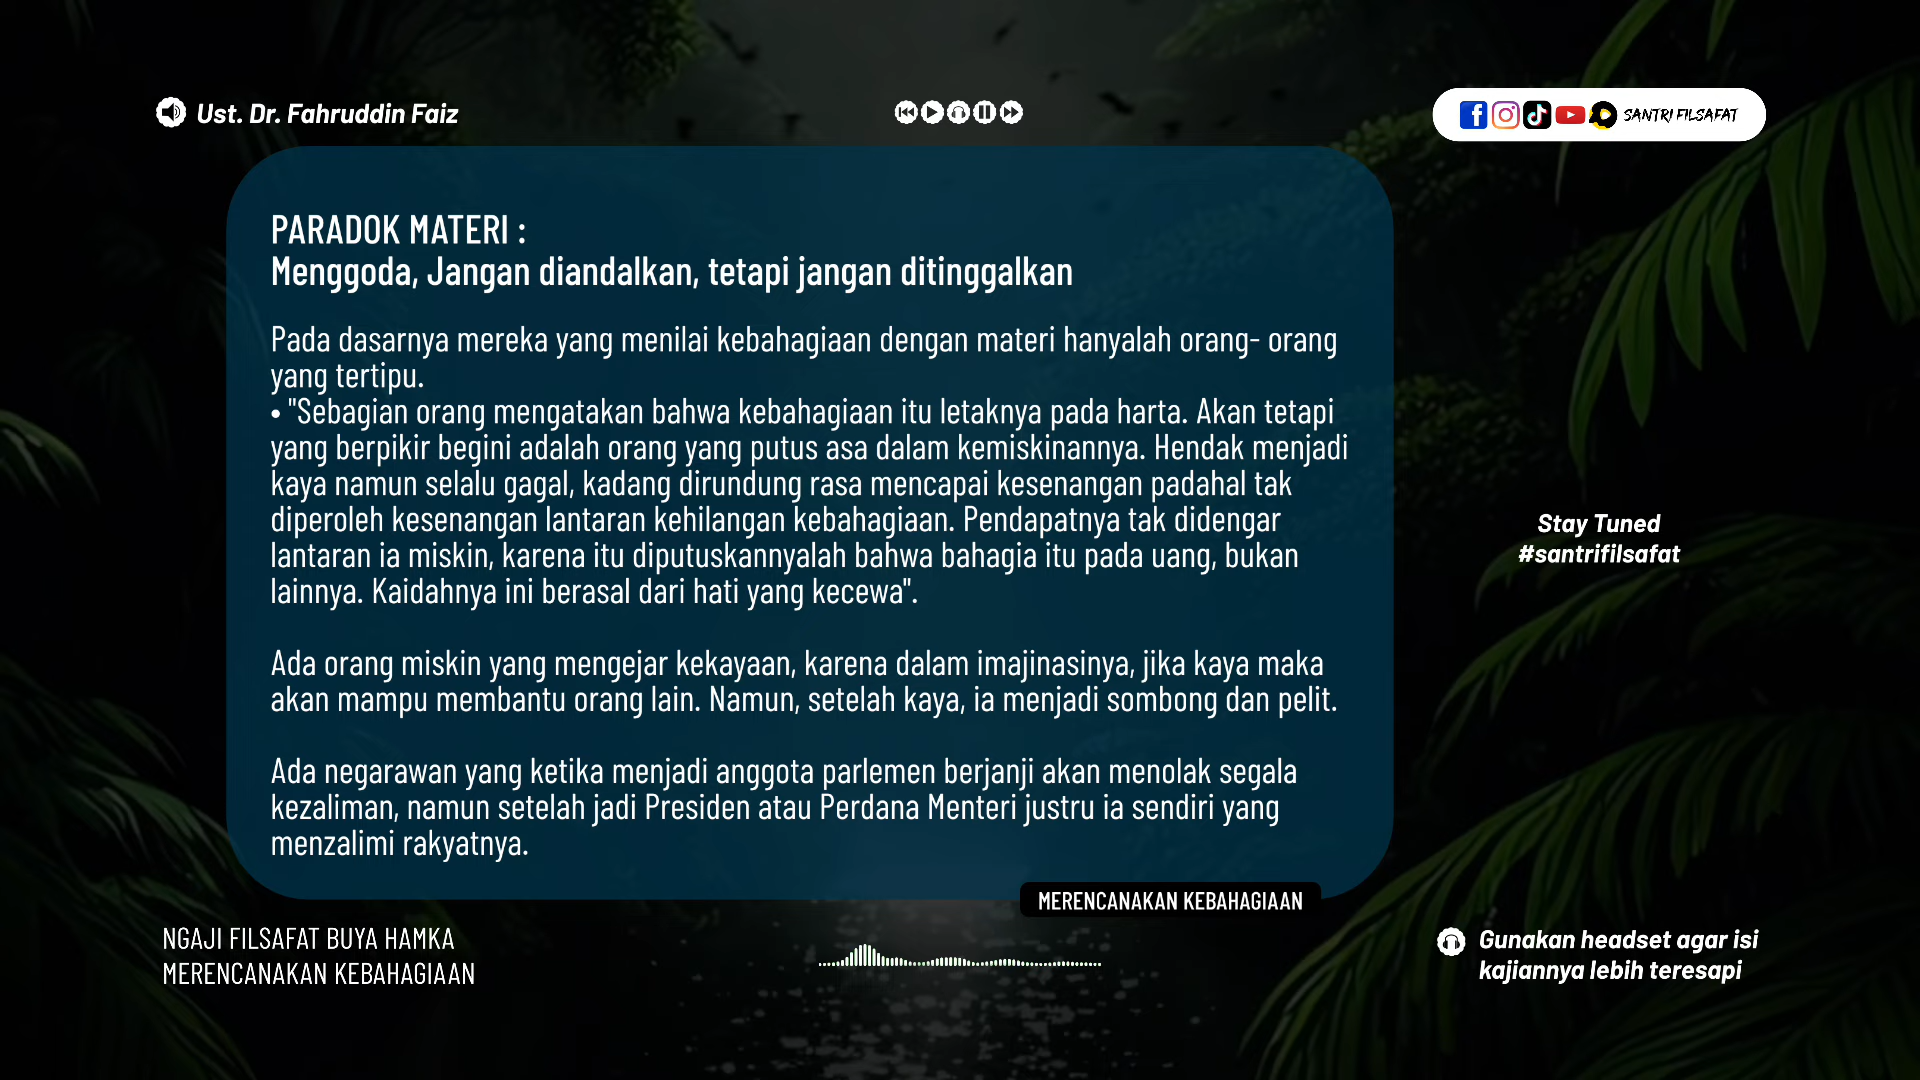 Ust. Dr. Fahruddin Faiz
SANTRI FILSAFAT
PARADOK MATERI :
Menggoda, Jangan diandalkan, tetapi jangan ditinggalkan
Pada dasarnya mereka yang menilai kebahagiaan dengan materi hanyalah orang- orang
yang tertipu.
• "Sebagian orang mengatakan bahwa kebahagiaan itu letaknya pada harta. Akan tetapi
yang berpikir begini adalah orang yang putus asa dalam kemiskinannya. Hendak menjadi
kaya namun selalu gagal, kadang dirundung rasa mencapai kesenangan padahal tak
diperoleh kesenangan lantaran kehilangan kebahagiaan. Pendapatnya tak didengar
lantaran ia miskin, karena itu diputuskannyalah bahwa bahagia itu pada uang, bukan
lainnya. Kaidahnya ini berasal dari hati yang kecewa".
Ada orang miskin yang mengejar kekayaan, karena dalam imajinasinya, jika kaya maka
akan mampu membantu orang lain. Namun, setelah kaya, ia menjadi sombong dan pelit.
Ada negarawan yang ketika menjadi anggota parlemen berjanji akan menolak segala
kezaliman, namun setelah jadi Presiden atau Perdana Menteri justru ia sendiri yang
menzalimi rakyatnya.
Stay Tuned
#santrifilsafat
MERENCANAKAN KEBAHAGIAAN
NGAJI FILSAFAT BUYA HAMKA
MERENCANAKAN KEBAHAGIAAN
Gunakan headset agar isi
kajiannya lebih teresapi